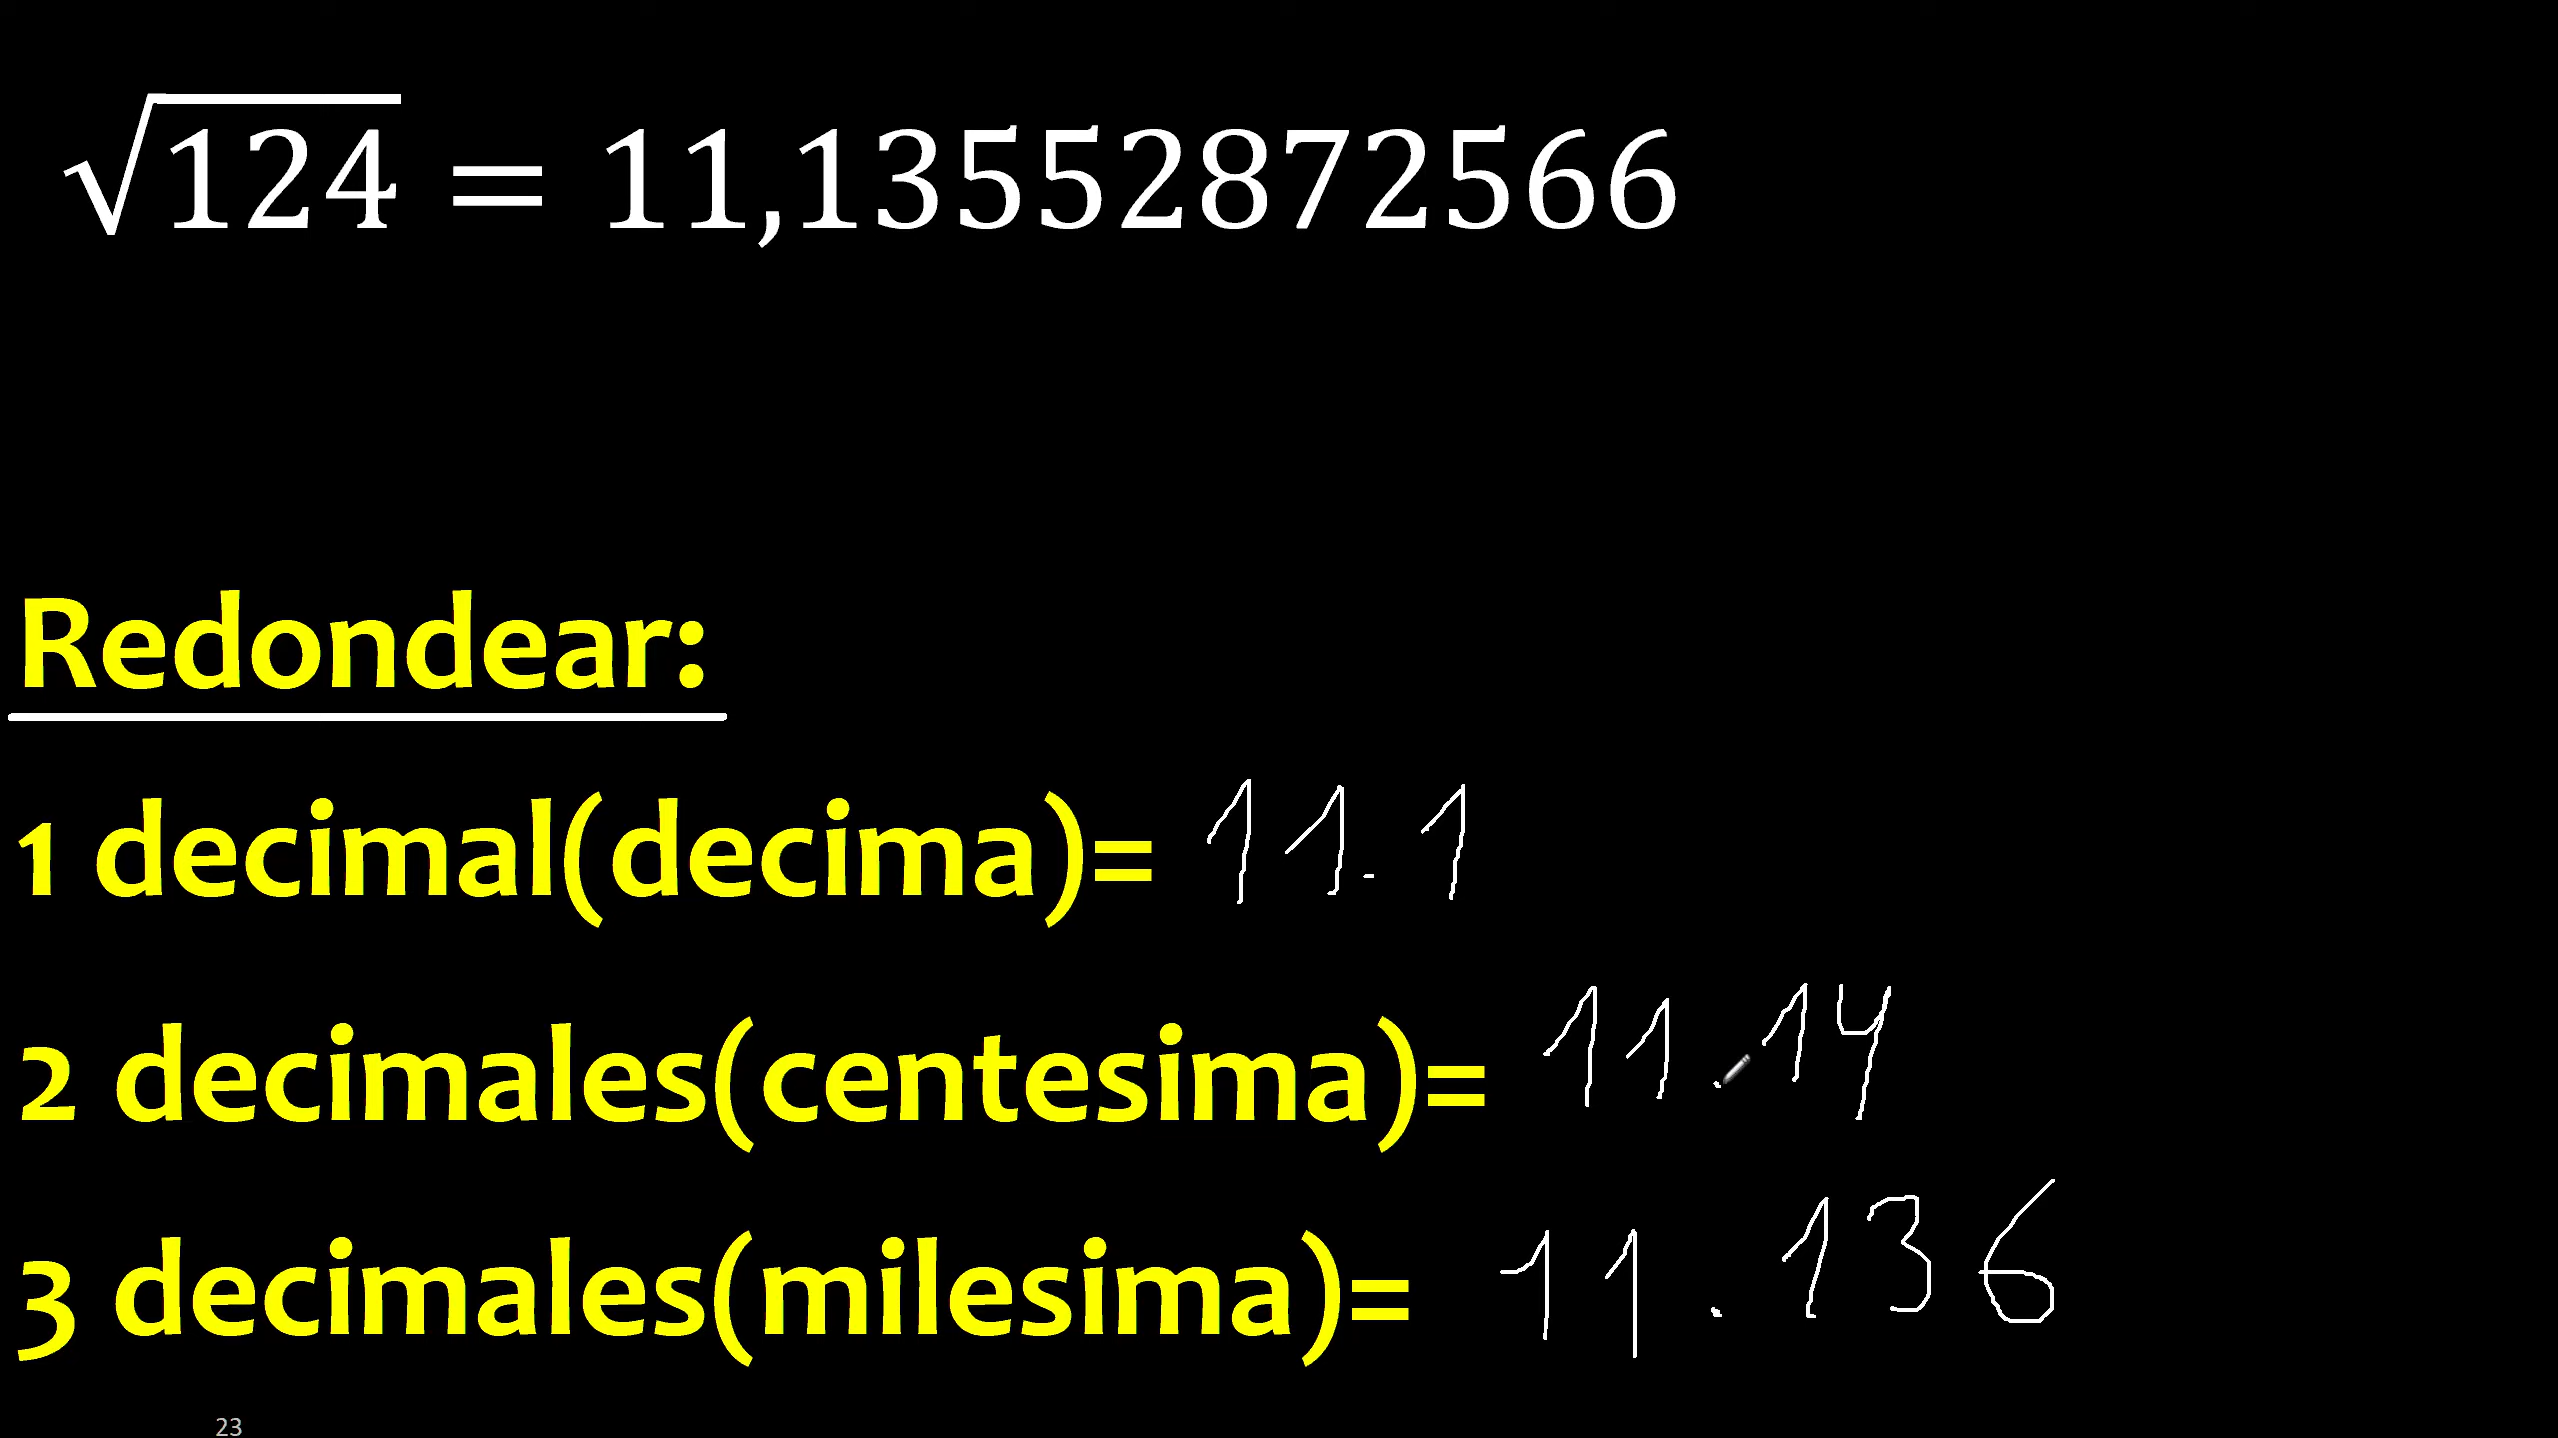 √124 = 11,13552872566
Redondear:
1 decimal(decima)= 11.1
2 decimales(centesima)= 11.14
3 decimales(milesima)= 11.136
23